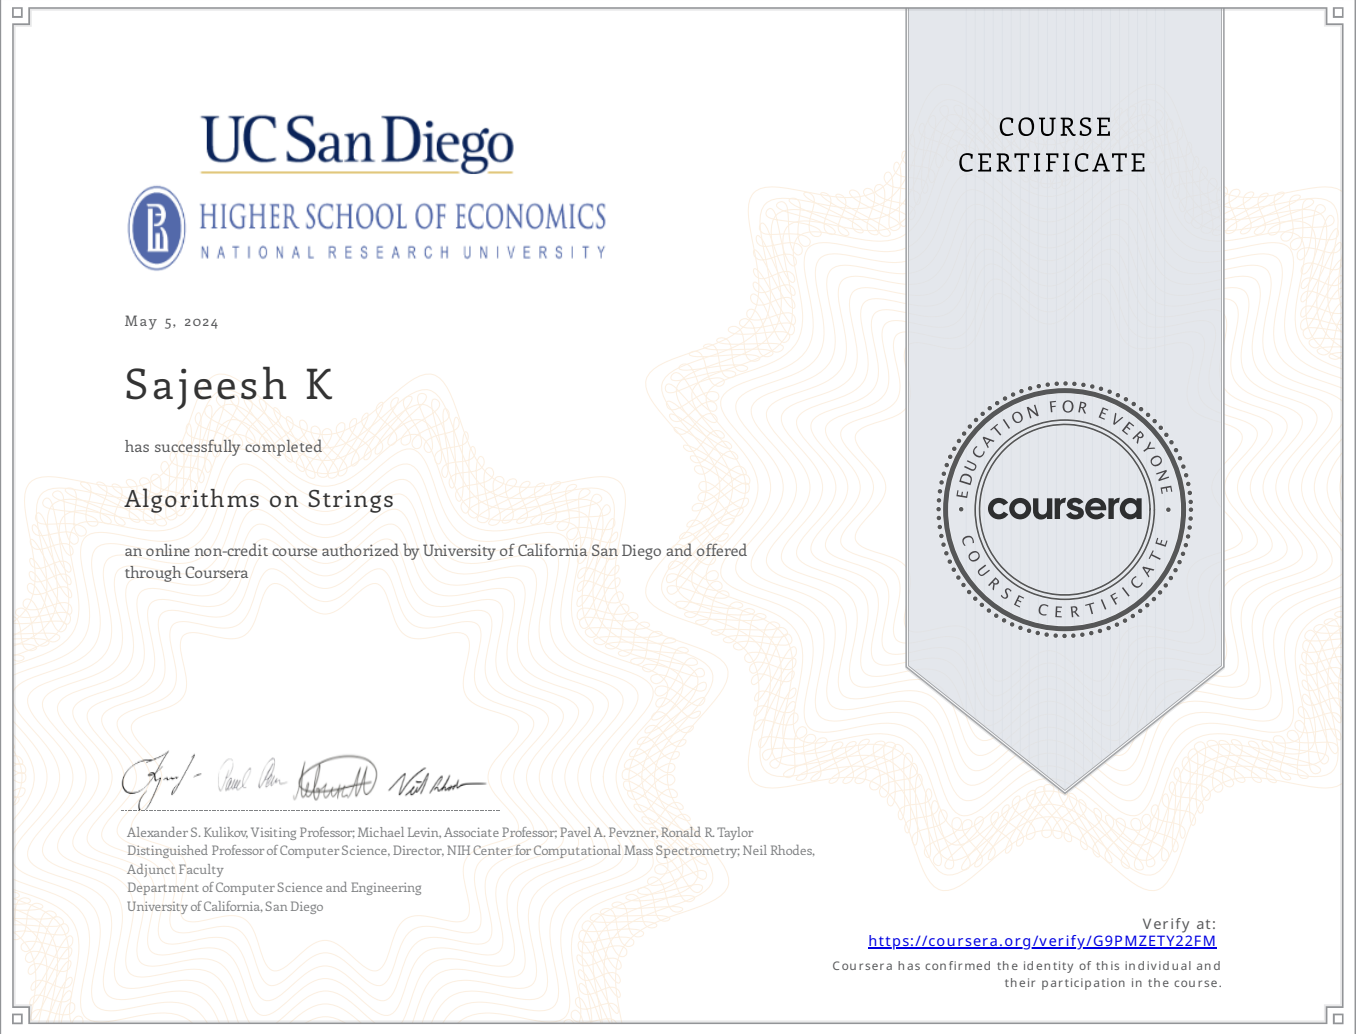 UC San Diego
HIGHER SCHOOL OF ECONOMICS
NATIONAL RESEARCH UNIVERSITY
May 5, 2024
Sajeesh K
has successfully completed
Algorithms on Strings
an online non-credit course authorized by University of California San Diego and offered
through Coursera
Alexander S. Kulikov, Visiting Professor; Michael Levin, Associate Professor; Pavel A. Pevzner, Ronald R. Taylor
Distinguished Professor of Computer Science, Director, NIH Center for Computational Mass Spectrometry; Neil Rhodes,
Adjunct Faculty
Department of Computer Science and Engineering
University of California, San Diego
COURSE
CERTIFICATE
EDUCATION FOR EVERYONE
coursera
COURSE CERTIFICATE
Verify at:
https://coursera.org/verify/G9PMZETY22FM
Coursera has confirmed the identity of this individual and
their participation in the course.